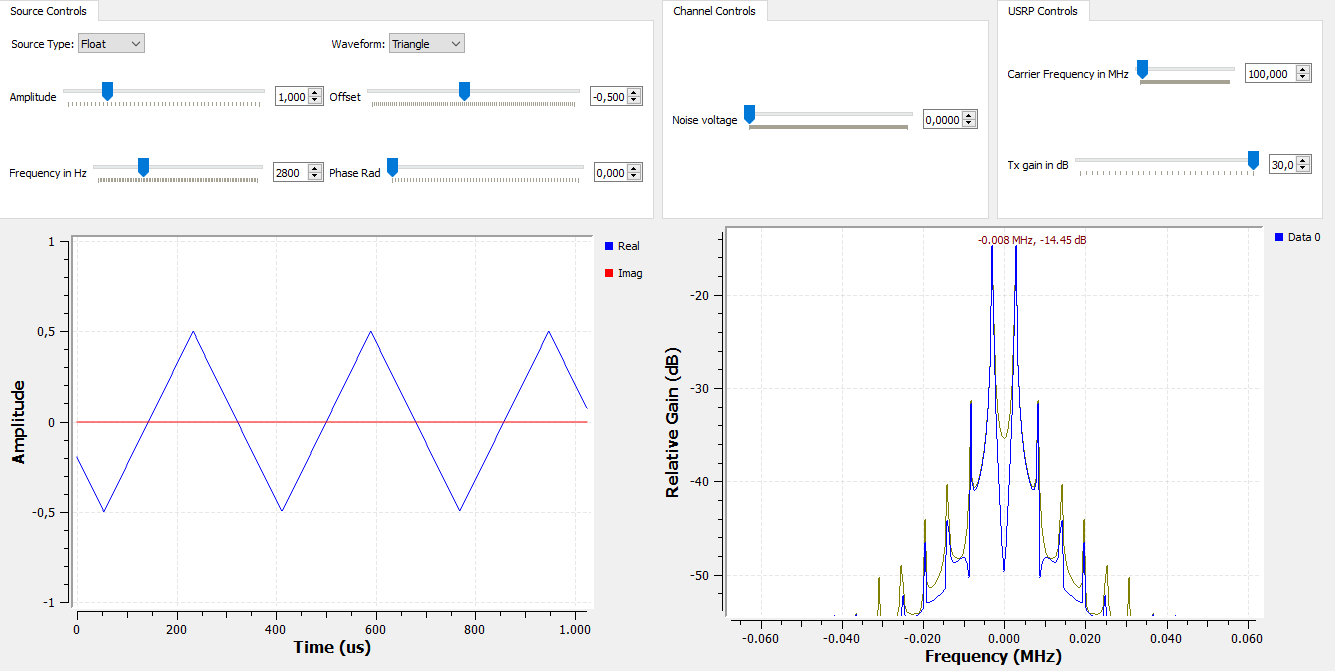 Source Controls
Channel Controls
USRP Controls
Source Type: Float
Waveform: Triangle
Amplitude 1,000
Offset -0,500
Frequency in Hz 2800
Phase Rad 0,000
Noise voltage 0,0000
Carrier Frequency in MHz 100,000
Tx gain in dB 30,0
Amplitude
1
0,5
0
-0,5
-1
0 200 400 600 800 1.000
Time (us)
Real
Imag
Relative Gain (dB)
-20
-30
-40
-50
-0.008 MHz, -14.45 dB
-0.060 -0.040 -0.020 0.000 0.020 0.040 0.060
Frequency (MHz)
Data 0